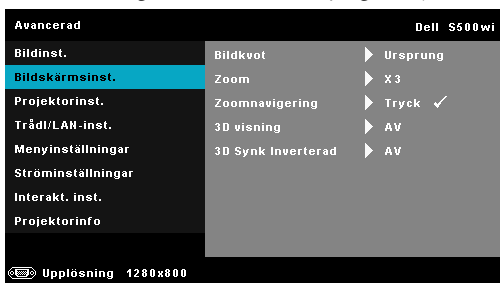 Avancerad Dell S500wi
Bildinst.
Bildskärmsinst.
Projektorinst.
Trådl/LAN-inst.
Menyinställningar
Ströminställningar
Interakt. inst.
Projektorinfo
Bildkvot Ursprung
Zoom X3
Zoomnavigering Tryck ✓
3D visning AV
3D Synk Inverterad AV
Upplösning 1280x800